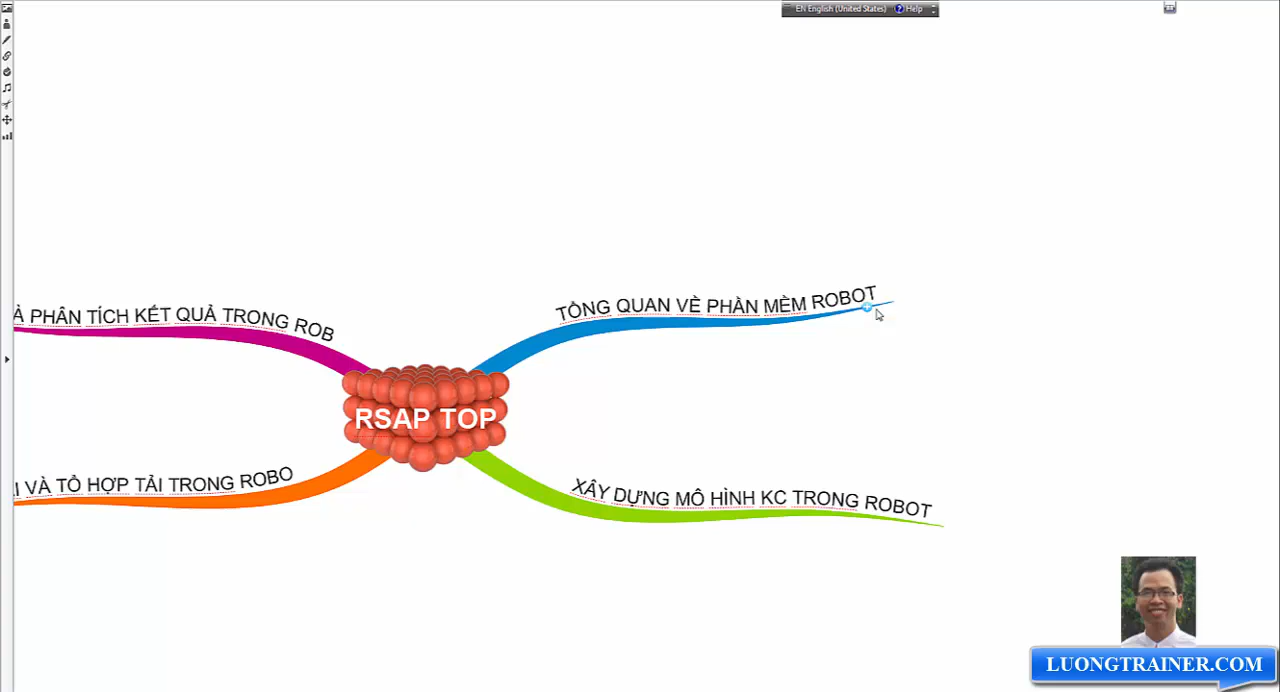 EN English (United States) Help
Ả PHÂN TÍCH KẾT QUẢ TRONG ROB
TỔNG QUAN VỀ PHẦN MỀM ROBOT
RSAP TOP
I VÀ TỔ HỢP TẢI TRONG ROBO
XÂY DỰNG MÔ HÌNH KC TRONG ROBOT
LUONGTRAINER.COM